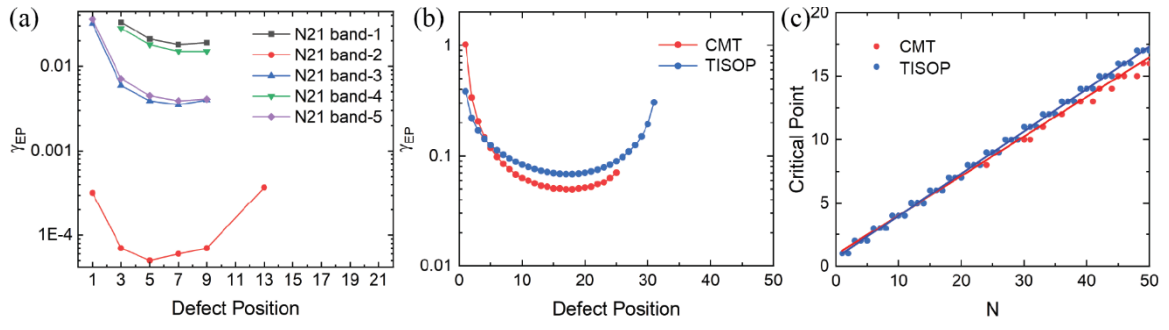 (a)
N21 band-1
N21 band-2
N21 band-3
N21 band-4
N21 band-5
0.01
0.001
1E-4
γEP
1 3 5 7 9 11 13 15 17 19 21
Defect Position
(b)
CMT
TISOP
1
0.1
0.01
γEP
0 10 20 30 40
Defect Position
(c)
CMT
TISOP
20
15
10
5
0
Critical Point
0 10 20 30 40 50
N